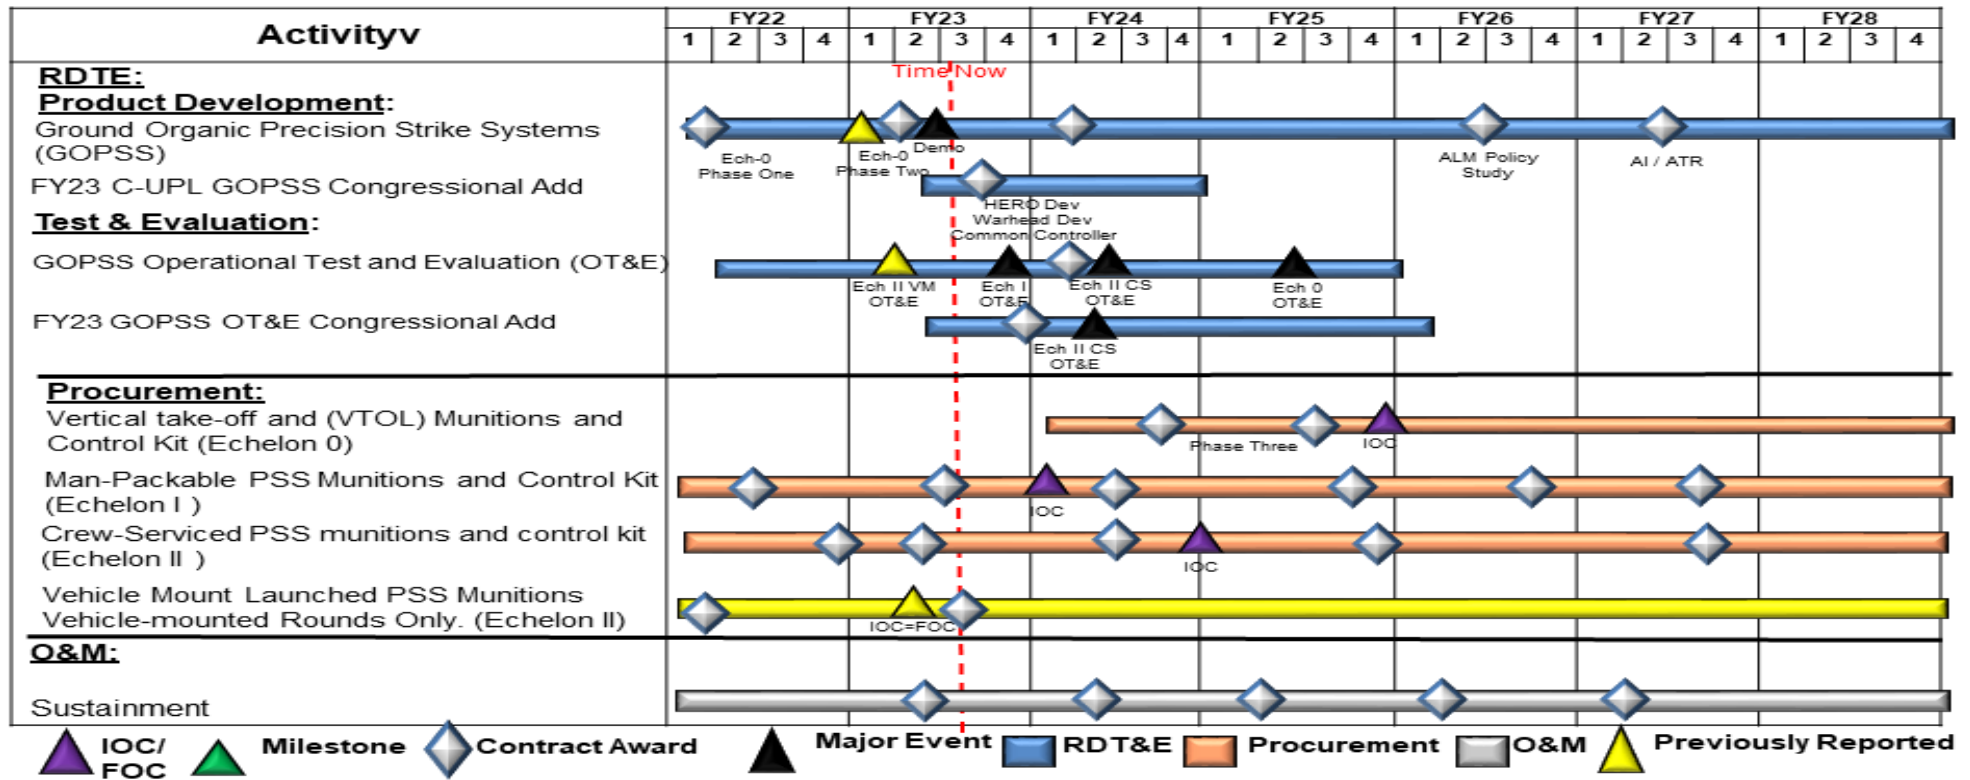 Activityv
FY22 FY23 FY24 FY25 FY26 FY27 FY28
1 2 3 4 1 2 3 4 1 2 3 4 1 2 3 4 1 2 3 4 1 2 3 4 1 2 3 4
Time Now
RDTE:
Product Development:
Ground Organic Precision Strike Systems
(GOPSS)
Ech-0
Phase One
Ech-0
Phase Two
Demo
ALM Policy
Study
AI / ATR
FY23 C-UPL GOPSS Congressional Add
HERO Dev
Warhead Dev
Common Controller
Test & Evaluation:
GOPSS Operational Test and Evaluation (OT&E)
Ech II VM
OT&E
Ech I
OT&E
Ech II CS
OT&E
Ech 0
OT&E
FY23 GOPSS OT&E Congressional Add
Ech II CS
OT&E
Procurement:
Vertical take-off and (VTOL) Munitions and
Control Kit (Echelon 0)
Phase Three
IOC
Man-Packable PSS Munitions and Control Kit
(Echelon I )
IOC
Crew-Serviced PSS munitions and control kit
(Echelon II )
IOC
Vehicle Mount Launched PSS Munitions
Vehicle-mounted Rounds Only. (Echelon II)
IOC=FOC
O&M:
Sustainment
IOC/
FOC
Milestone
Contract Award
Major Event
RDT&E
Procurement
O&M
Previously Reported